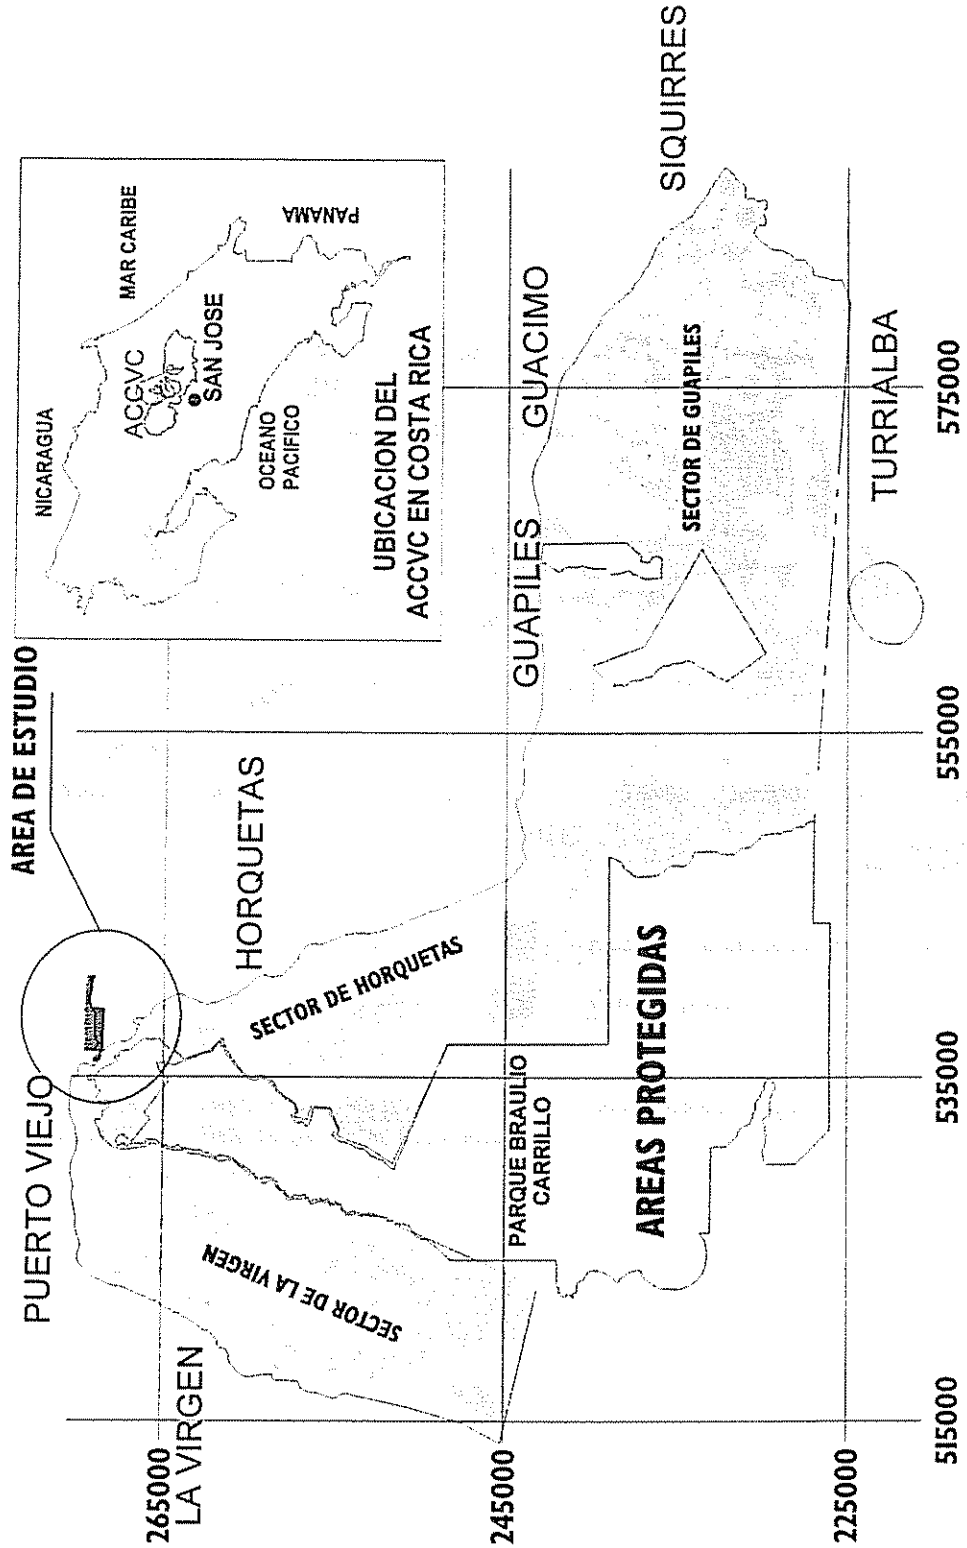 AREA DE ESTUDIO
NICARAGUA
MAR CARIBE
ACGVC
SAN JOSE
PANAMA
OCEANO
PACIFICO
UBICACION DEL
ACCVC EN COSTA RICA
PUERTO VIEJO
HORQUETAS
265000
LA VIRGEN
SECTOR DE LA VIRGEN
SECTOR DE HORQUETAS
GUAPILES
GUACIMO
SIQUIRRES
245000
PARQUE BRAULIO
CARRILLO
SECTOR DE GUAPILES
AREAS PROTEGIDAS
225000
TURRIALBA
515000
535000
555000
575000